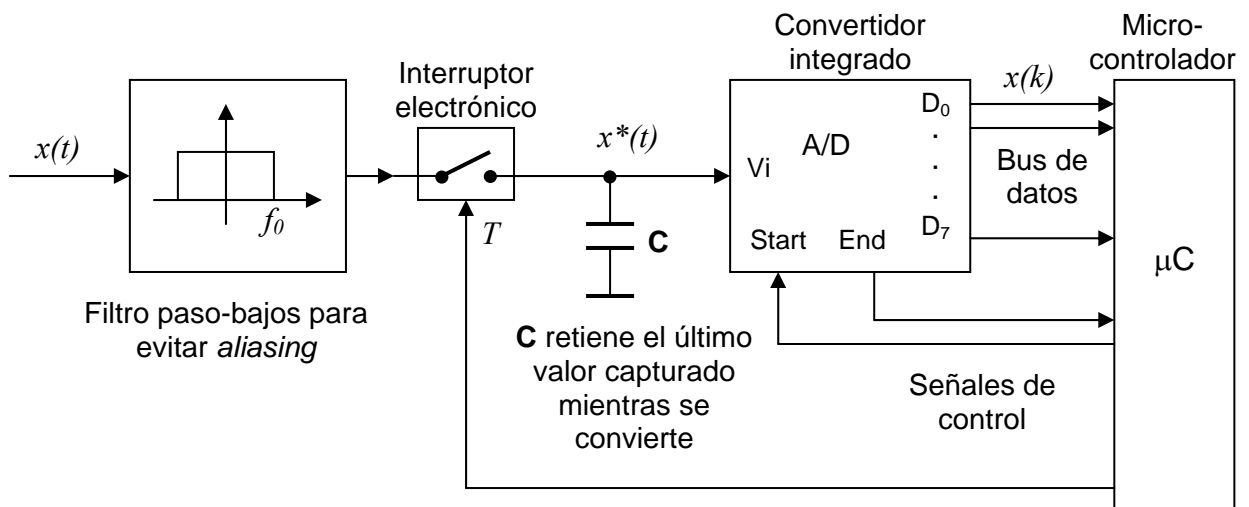 Convertidor
integrado
Micro-
controlador
Interruptor
electrónico
x(t)
f0
T
x*(t)
C
Vi
A/D
Start
End
D0
.
.
.
D7
x(k)
Bus de
datos
μC
Filtro paso-bajos para
evitar aliasing
C retiene el último
valor capturado
mientras se
convierte
Señales de
control